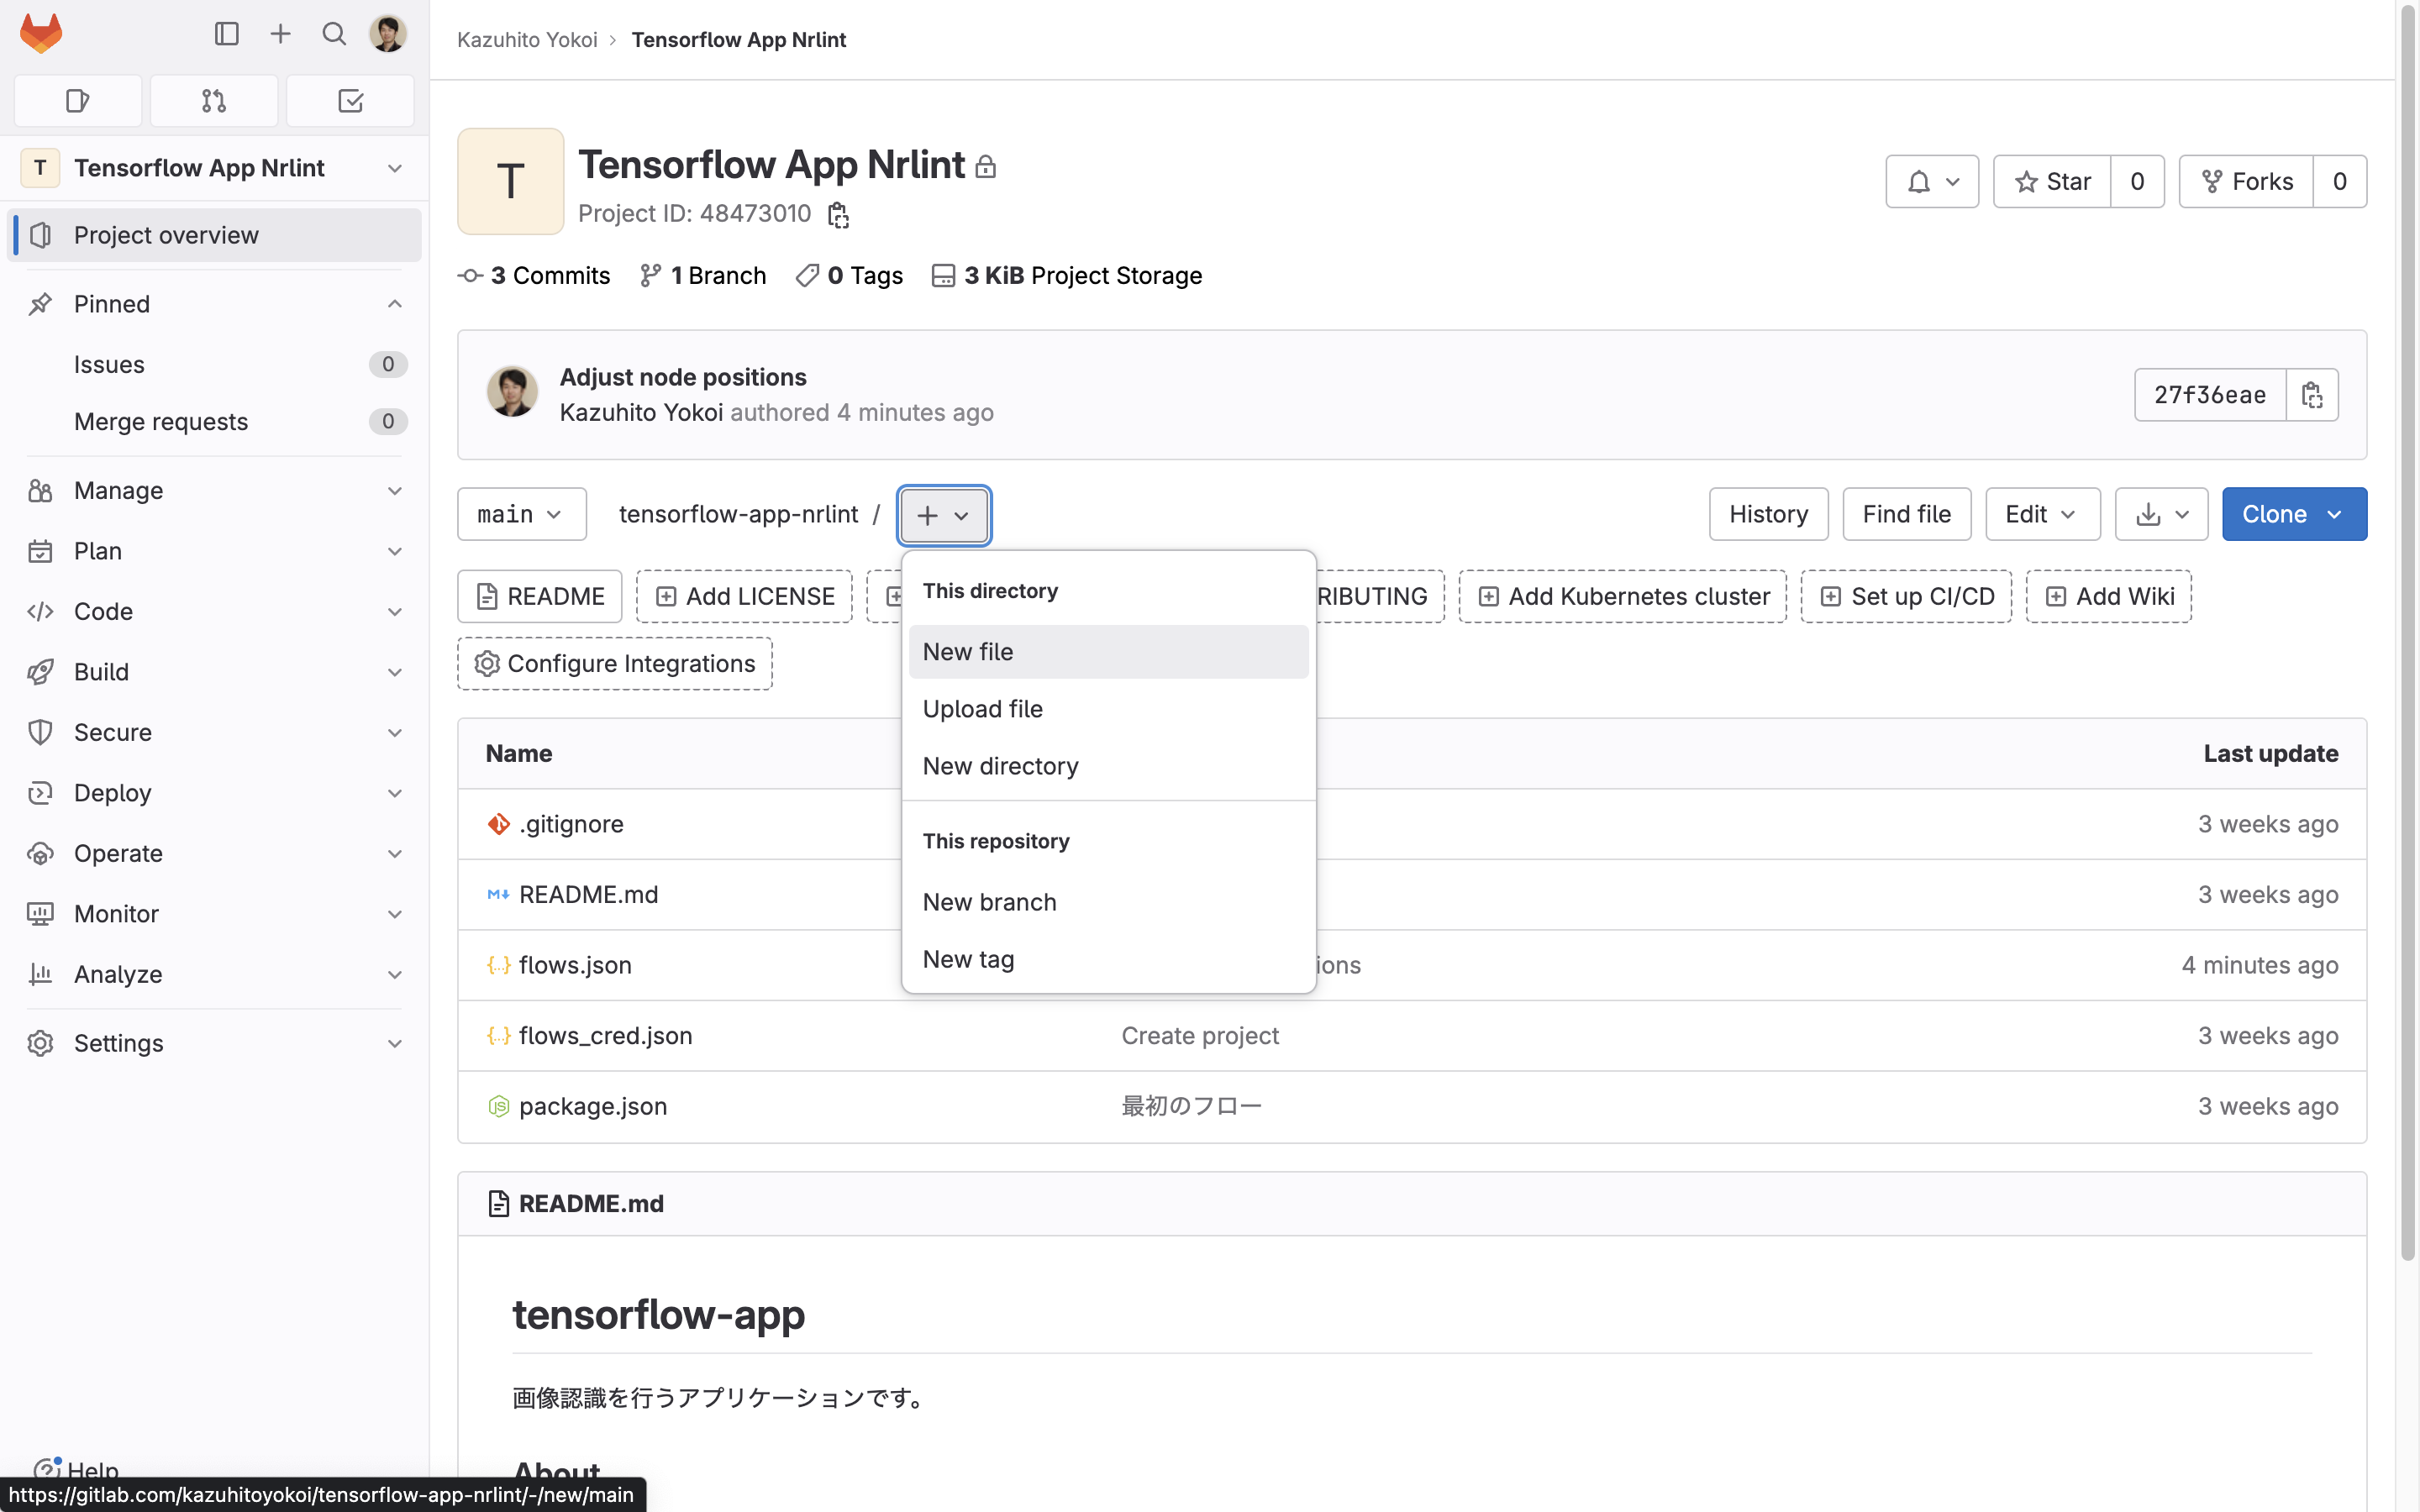 Kazuhito Yokoi › Tensorflow App Nrlint
T Tensorflow App Nrlint
Project overview
Pinned
Issues 0
Merge requests 0
Manage
Plan
Code
Build
Secure
Deploy
Operate
Monitor
Analyze
Settings
Help
https://gitlab.com/kazuhitoyokoi/tensorflow-app-nrlint/-/new/main
T
Tensorflow App Nrlint
Project ID: 48473010
Star 0
Forks 0
3 Commits 1 Branch 0 Tags 3 KiB Project Storage
Adjust node positions
Kazuhito Yokoi authored 4 minutes ago
27f36eae
main tensorflow-app-nrlint / +
History Find file Edit Clone
README Add LICENSE RIBUTING Add Kubernetes cluster Set up CI/CD Add Wiki
Configure Integrations
This directory
New file
Upload file
New directory
This repository
New branch
New tag
Name Last update
.gitignore 3 weeks ago
README.md 3 weeks ago
flows.json ions 4 minutes ago
flows_cred.json Create project 3 weeks ago
package.json 最初のフロー 3 weeks ago
README.md
tensorflow-app
画像認識を行うアプリケーションです。
About